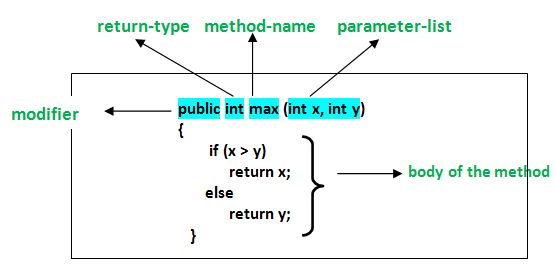 return-type method-name parameter-list
modifier
public int max (int x, int y)
{
if (x > y)
return x;
else
return y;
}
body of the method